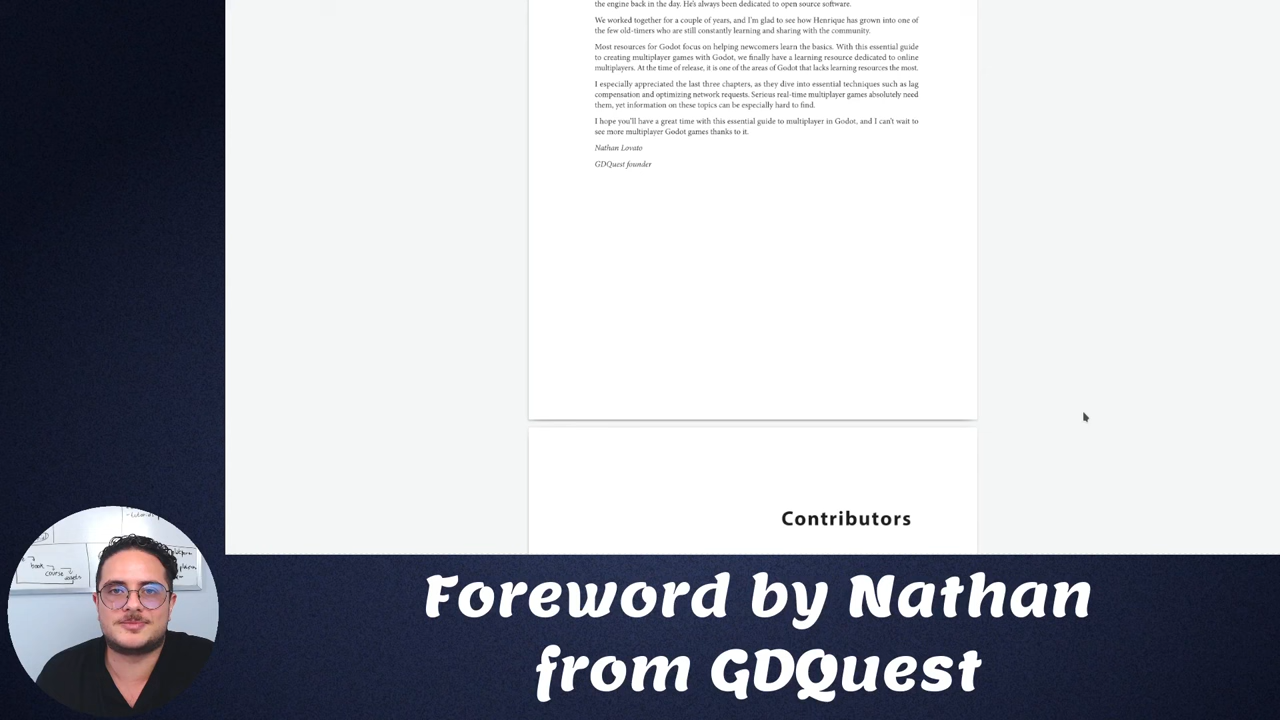 the engine back in the day. He's always been dedicated to open source software.
We worked together for a couple of years, and I'm glad to see how Henrique has grown into one of
the few old-timers who are still constantly learning and sharing with the community.
Most resources for Godot focus on helping newcomers learn the basics. With this essential guide
to creating multiplayer games with Godot, we finally have a learning resource dedicated to online
multiplayers. At the time of release, it is one of the areas of Godot that lacks learning resources the most.
I especially appreciated the last three chapters, as they dive into essential techniques such as lag
compensation and optimizing network requests. Serious real-time multiplayer games absolutely need
them, yet information on these topics can be especially hard to find.
I hope you'll have a great time with this essential guide to multiplayer in Godot, and I can't wait to
see more multiplayer Godot games thanks to it.
Nathan Lovato
GDQuest founder
Contributors
book
course
Foreword by Nathan
from GDQuest